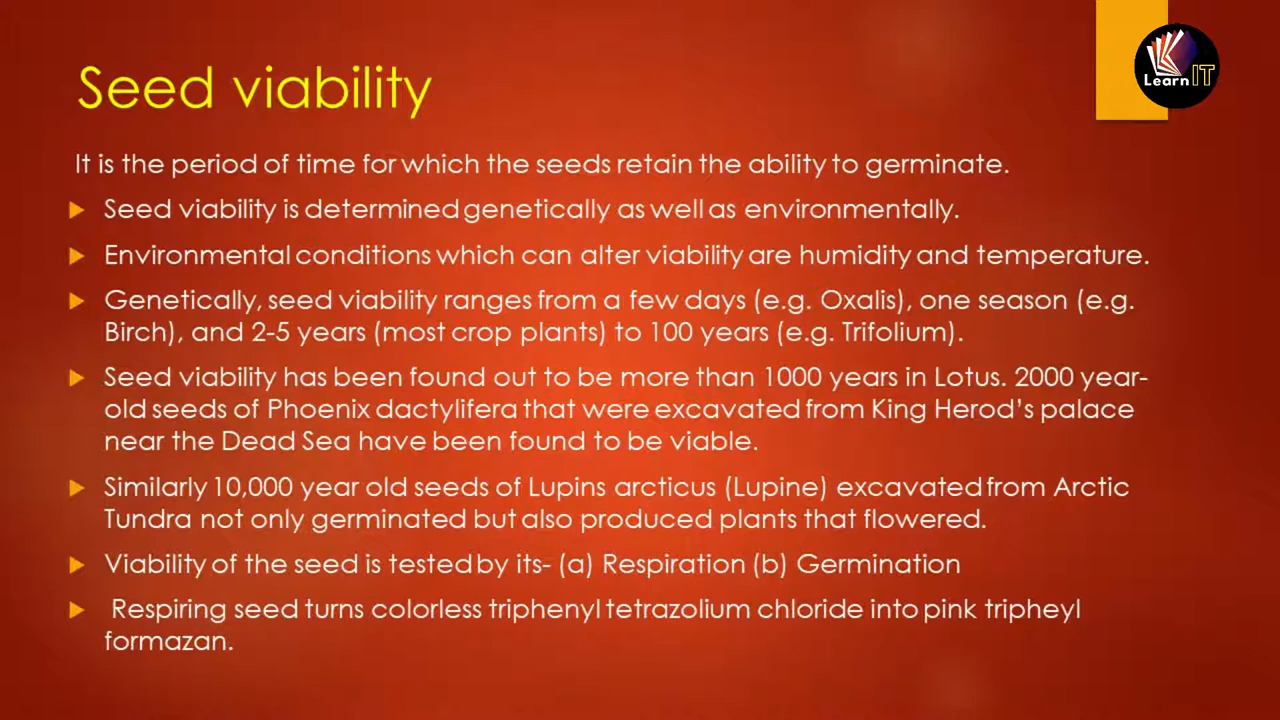 Learn IT
Seed viability
It is the period of time for which the seeds retain the ability to germinate.
Seed viability is determined genetically as well as environmentally.
Environmental conditions which can alter viability are humidity and temperature.
Genetically, seed viability ranges from a few days (e.g. Oxalis), one season (e.g.
Birch), and 2-5 years (most crop plants) to 100 years (e.g. Trifolium).
Seed viability has been found out to be more than 1000 years in Lotus. 2000 year-
old seeds of Phoenix dactylifera that were excavated from King Herod's palace
near the Dead Sea have been found to be viable.
Similarly 10,000 year old seeds of Lupins arcticus (Lupine) excavated from Arctic
Tundra not only germinated but also produced plants that flowered.
Viability of the seed is tested by its- (a) Respiration (b) Germination
Respiring seed turns colorless triphenyl tetrazolium chloride into pink tripheyl
formazan.